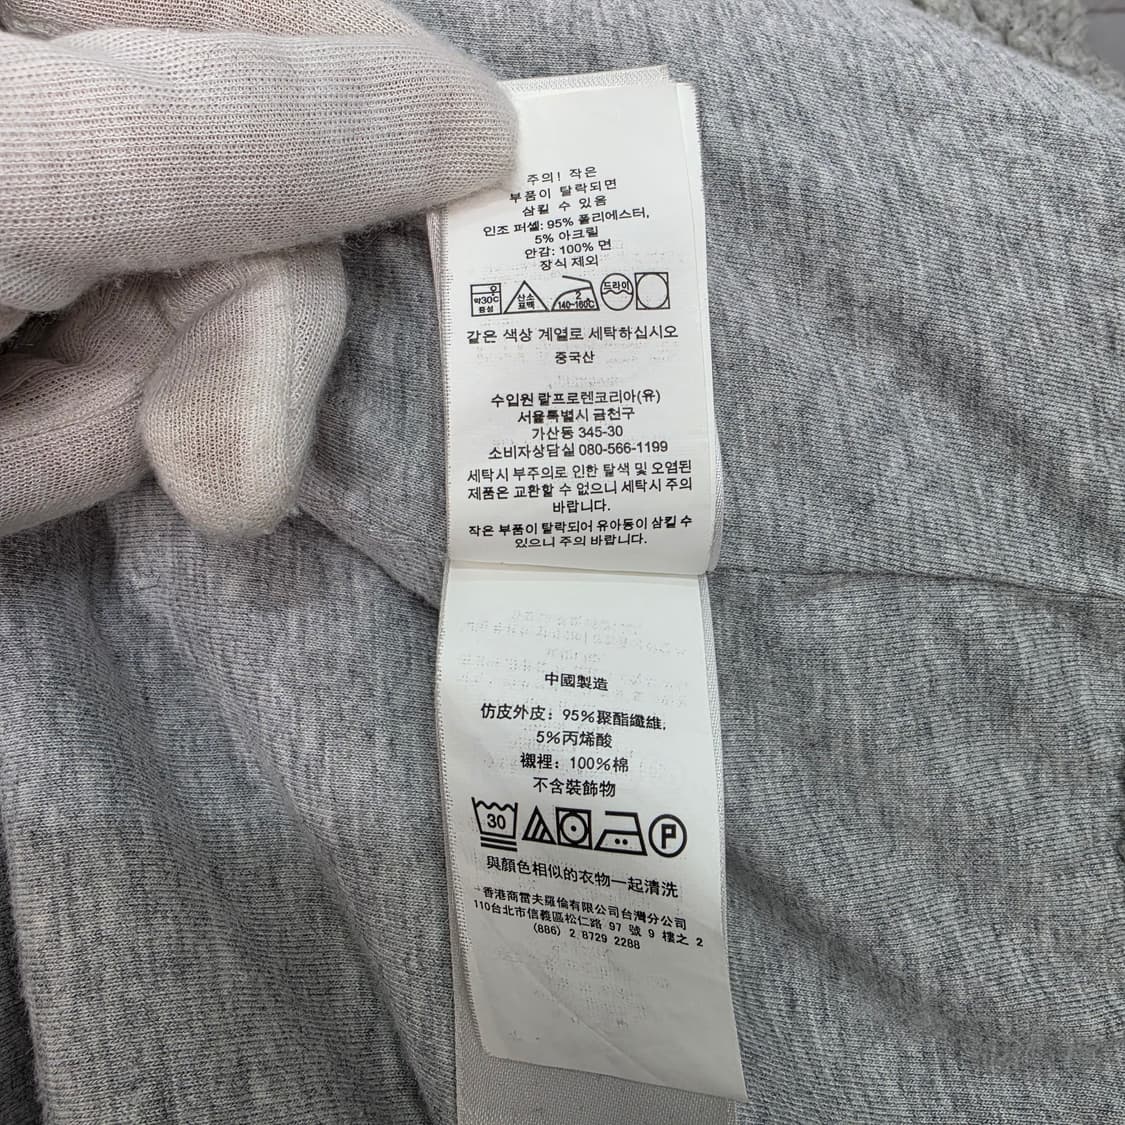 주의! 작은
부품이 탈락되면
삼킬 수 있음
인조 퍼셸: 95% 폴리에스터,
5% 아크릴
안감: 100% 면
장식 제외
약30℃
중성
산소
표백
2
140~160℃
드라이
같은 색상 계열로 세탁하십시오
중국산
수입원 랄프로렌코리아(유)
서울특별시 금천구
가산동 345-30
소비자상담실 080-566-1199
세탁시 부주의로 인한 탈색 및 오염된
제품은 교환할 수 없으니 세탁시 주의
바랍니다.
작은 부품이 탈락되어 유아동이 삼킬 수
있으니 주의 바랍니다.
中國製造
仿皮外皮: 95%聚酯纖維,
5%丙烯酸
襯裡: 100%棉
不含裝飾物
30
P
與顏色相似的衣物一起清洗
香港商雷夫羅倫有限公司台灣分公司
110台北市信義區松仁路 97 號 9 樓之 2
(886) 2 8729 2288